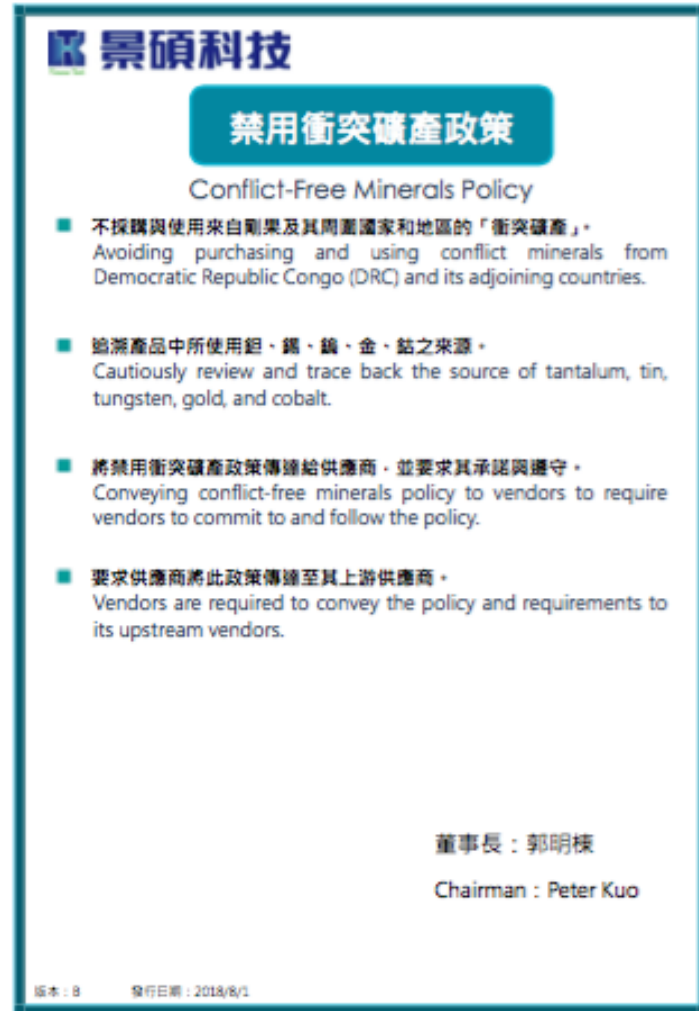 景碩科技
禁用衝突礦產政策
Conflict-Free Minerals Policy
不採購與使用來自剛果及其周圍國家和地區的「衝突礦產」。
Avoiding purchasing and using conflict minerals from
Democratic Republic Congo (DRC) and its adjoining countries.
追溯產品中所使用鉭、錫、鎢、金、鈷之來源。
Cautiously review and trace back the source of tantalum, tin,
tungsten, gold, and cobalt.
將禁用衝突礦產政策傳達給供應商，並要求其承諾與遵守。
Conveying conflict-free minerals policy to vendors to require
vendors to commit to and follow the policy.
要求供應商將此政策傳達至其上游供應商。
Vendors are required to convey the policy and requirements to
its upstream vendors.
董事長：郭明棟
Chairman：Peter Kuo
版本：B 發行日期：2018/8/1